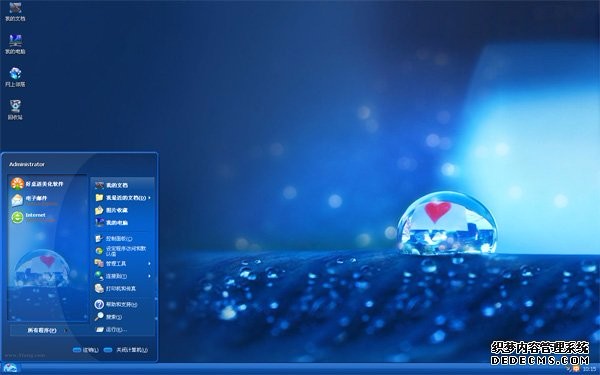 我的文档
我的电脑
网上邻居
回收站
Administrator
好桌道美化软件
电子邮件
Internet
我的文档
我最近的文档(D)
图片收藏
我的电脑
控制面板(C)
设定程序访问和默认值
管理工具
连接到(T)
打印机和传真
帮助和支持(H)
搜索(S)
运行(R)...
所有程序(P)
注销(L)
关闭计算机(U)
10:15
织梦内容管理系统
DEDECMS.COM